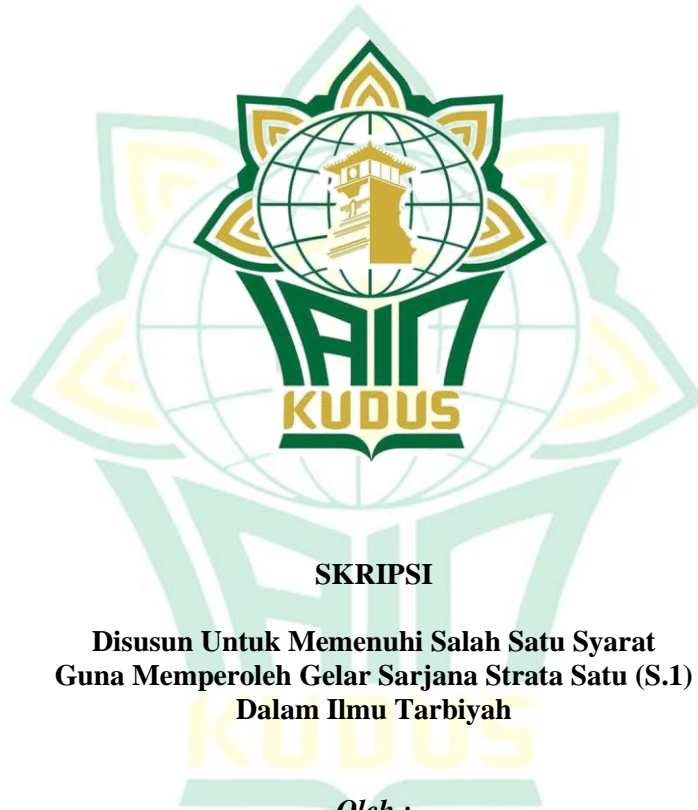 IAIN
KUDUS
SKRIPSI
Disusun Untuk Memenuhi Salah Satu Syarat
Guna Memperoleh Gelar Sarjana Strata Satu (S.1)
Dalam Ilmu Tarbiyah
Oleh :